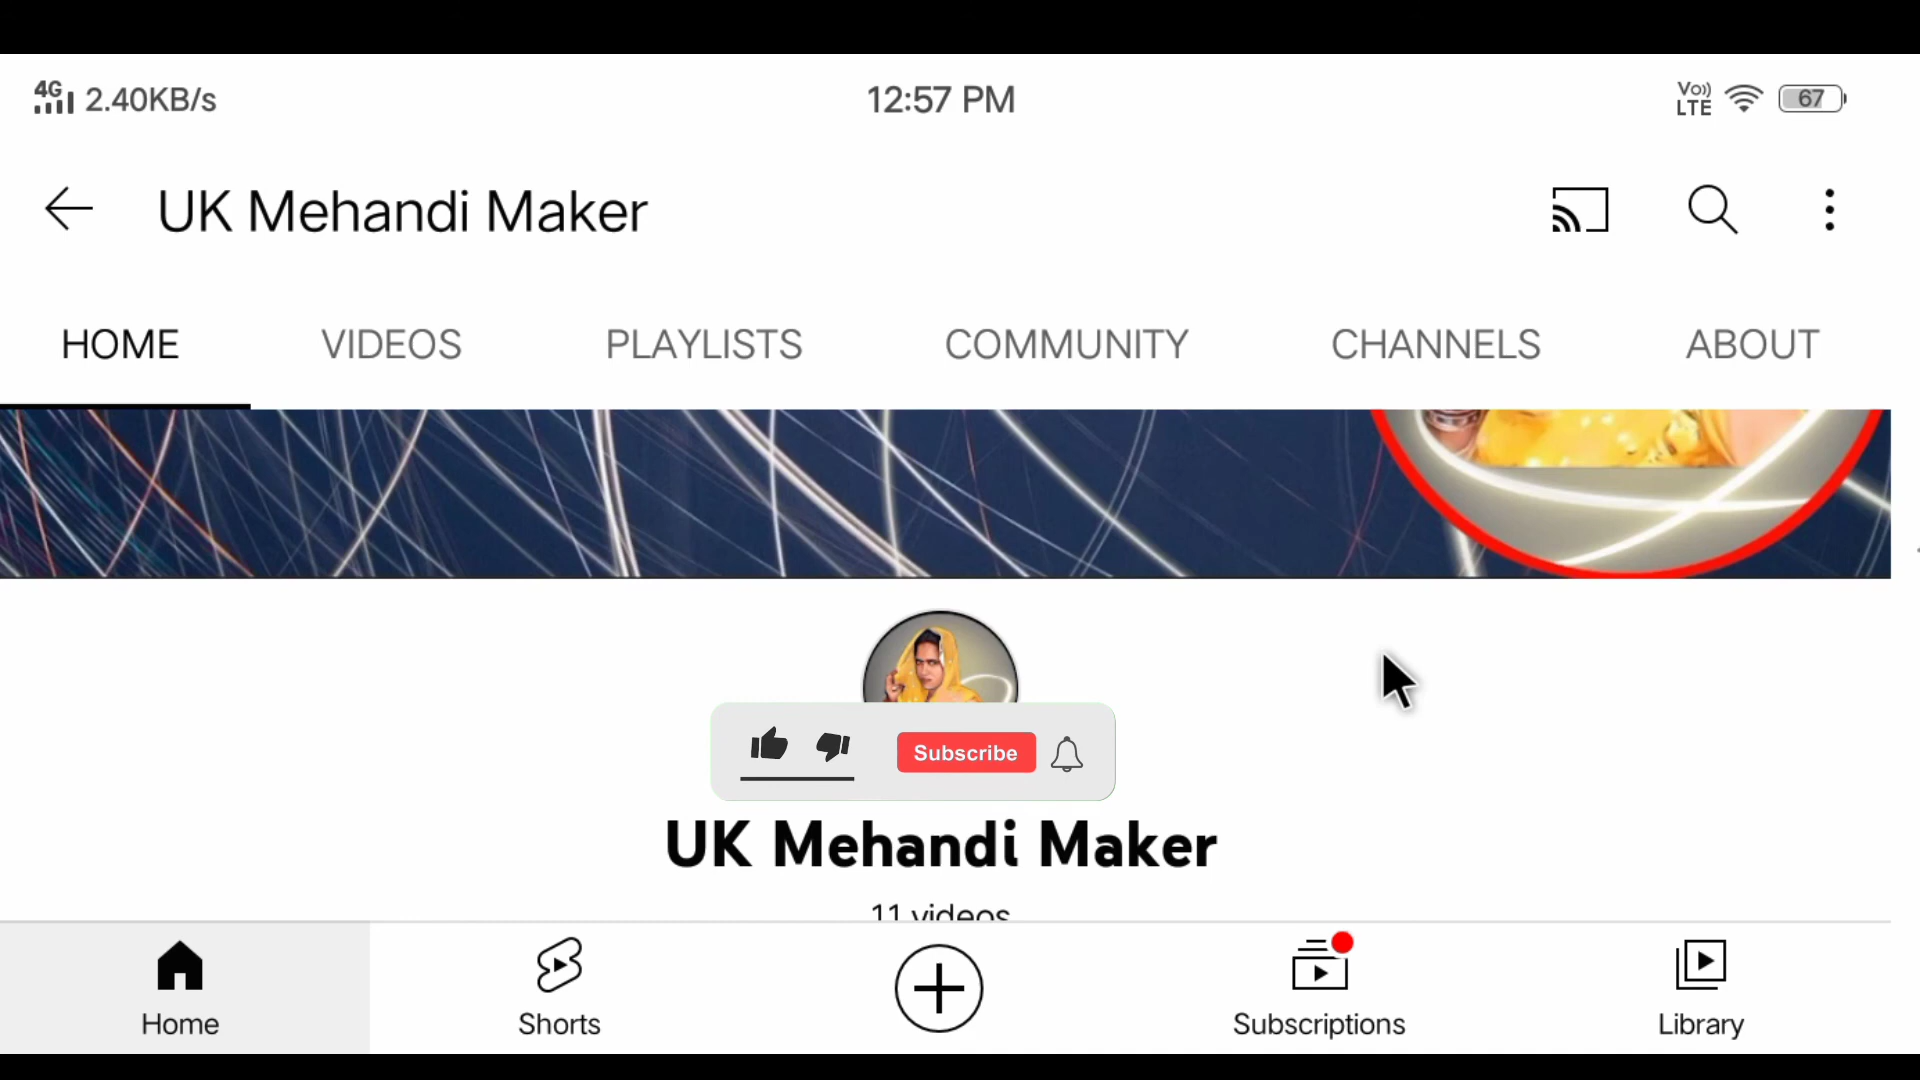 4G 2.40KB/s 12:57 PM Vo)) LTE 67
UK Mehandi Maker
HOME VIDEOS PLAYLISTS COMMUNITY CHANNELS ABOUT
Subscribe
UK Mehandi Maker
11 videos
Home Shorts Subscriptions Library